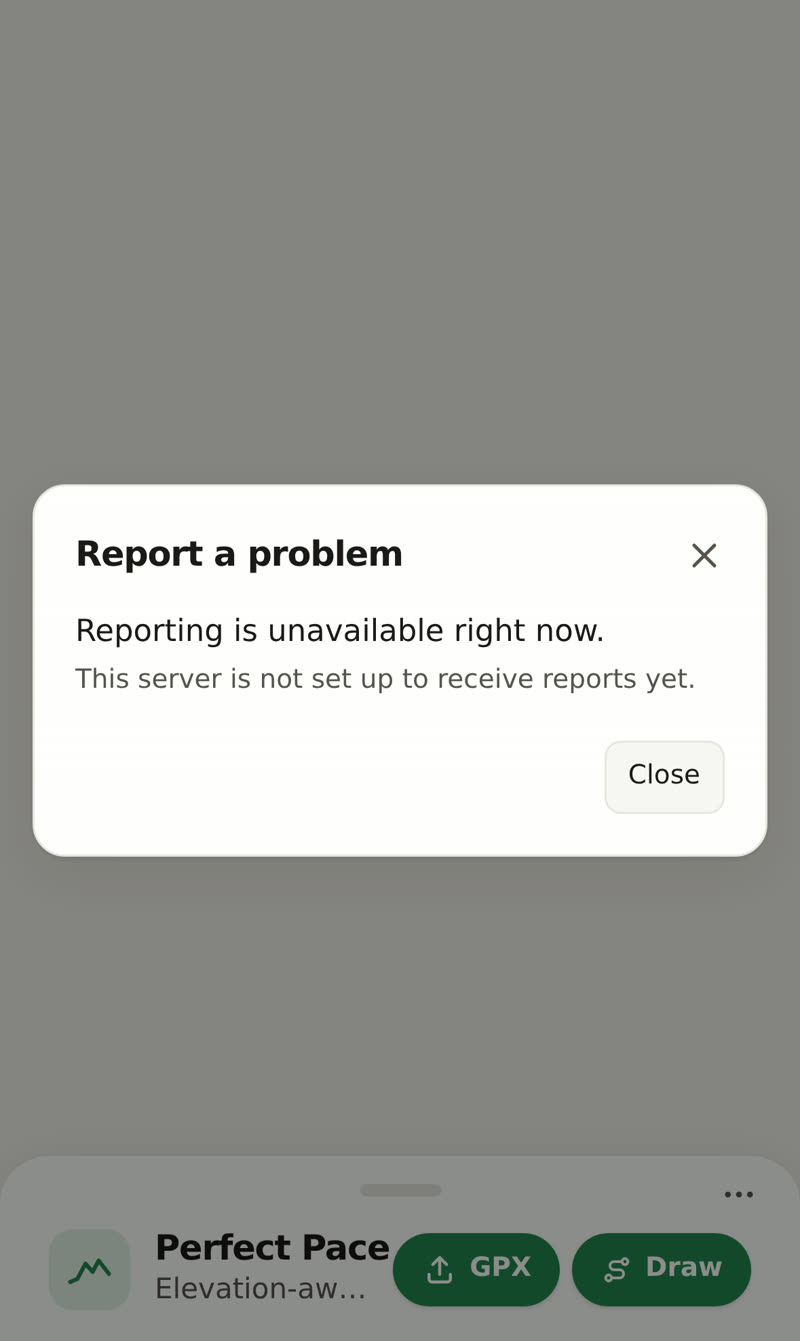 Report a problem
Reporting is unavailable right now.
This server is not set up to receive reports yet.
Close
Perfect Pace
Elevation-aw…
GPX
Draw